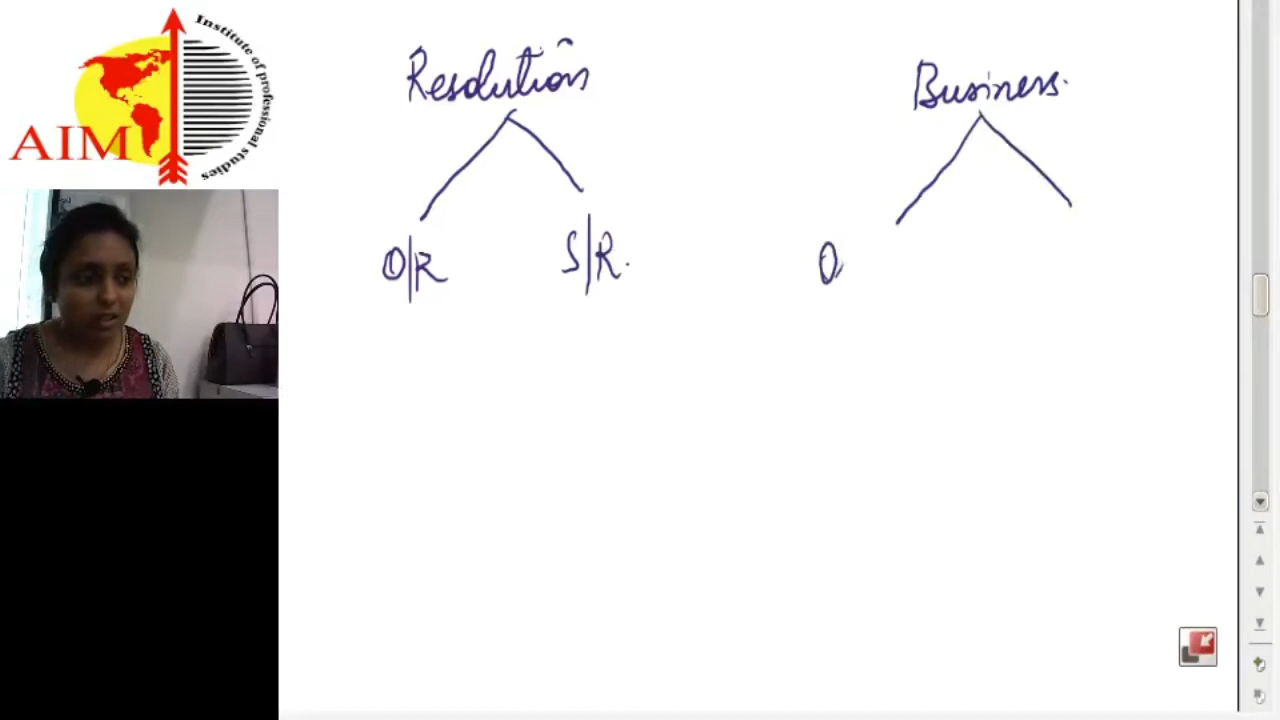 AIM
Institute of professional studies
Resolution
Business.
O|R
S|R.
O